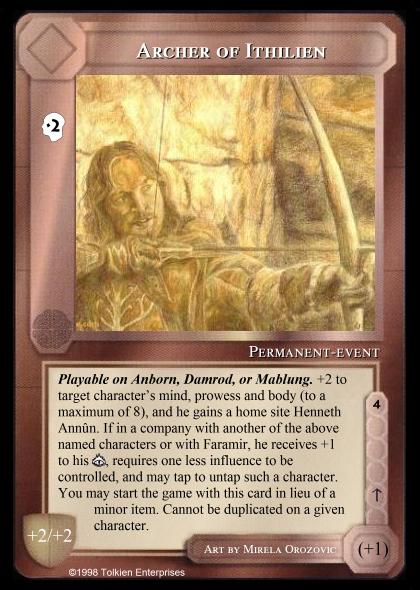 ARCHER OF ITHILIEN
·2
PERMANENT-EVENT
Playable on Anborn, Damrod, or Mablung. +2 to
target character's mind, prowess and body (to a
maximum of 8), and he gains a home site Henneth
Annûn. If in a company with another of the above
named characters or with Faramir, he receives +1
to his , requires one less influence to be
controlled, and may tap to untap such a character.
You may start the game with this card in lieu of a
minor item. Cannot be duplicated on a given
character.
4
↑
+2/+2
ART BY MIRELA OROZOVIC
(+1)
©1998 Tolkien Enterprises